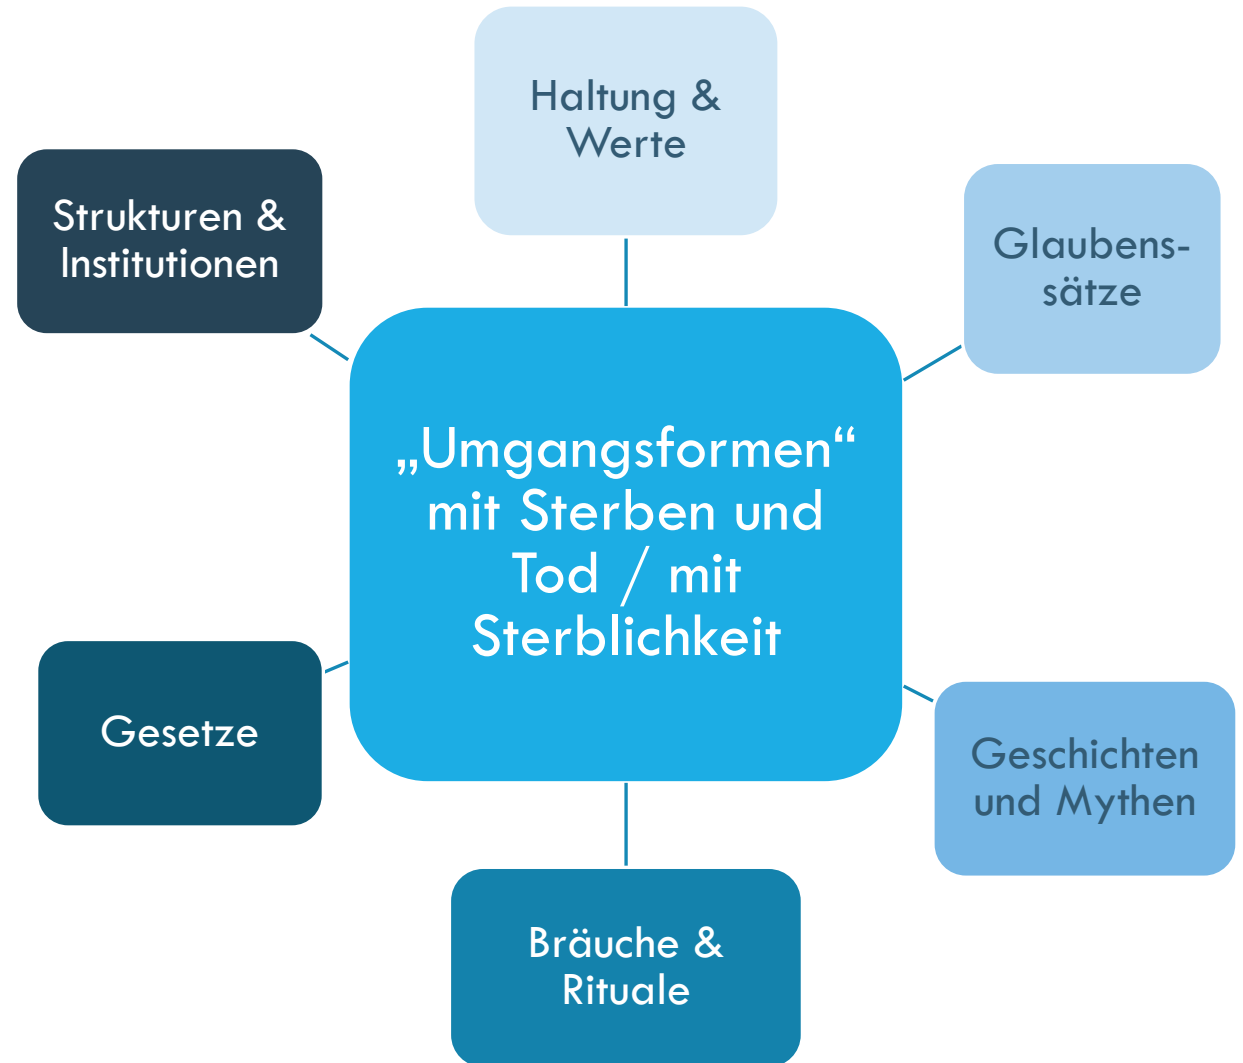 Haltung &
Werte
Strukturen &
Institutionen
Glaubens-
sätze
„Umgangsformen“
mit Sterben und
Tod / mit
Sterblichkeit
Gesetze
Geschichten
und Mythen
Bräuche &
Rituale